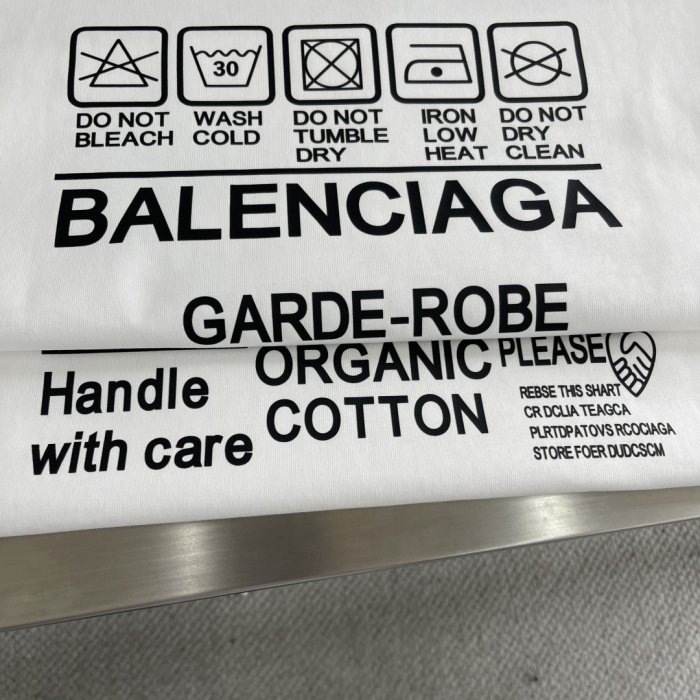 30
DO NOT
BLEACH
WASH
COLD
DO NOT
TUMBLE
DRY
IRON
LOW
HEAT
DO NOT
DRY
CLEAN
BALENCIAGA
GARDE-ROBE
Handle
with care
ORGANIC
COTTON
PLEASE
REBSE THIS SHART
CR DCLIA TEAGCA
PLRTDPATOVS RCOCIAGA
STORE FOER DUDCSCM